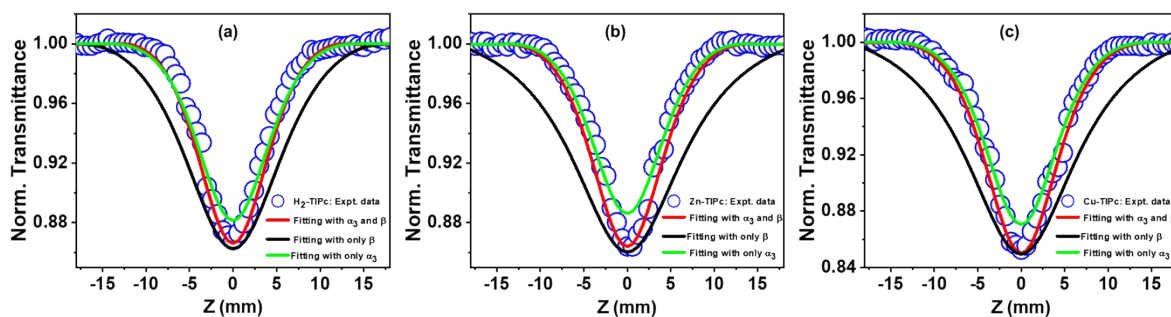 (a)
1.00
0.96
0.92
0.88
Norm. Transmittance
H₂-TIPc: Expt. data
Fitting with α₃ and β
Fitting with only β
Fitting with only α₃
-15 -10 -5 0 5 10 15
Z (mm)
(b)
1.00
0.96
0.92
0.88
Norm. Transmittance
Zn-TIPc: Expt. data
Fitting with α₃ and β
Fitting with only β
Fitting with only α₃
-15 -10 -5 0 5 10 15
Z (mm)
(c)
1.00
0.96
0.92
0.88
0.84
Norm. Transmittance
Cu-TIPc: Expt. data
Fitting with α₃ and β
Fitting with only β
Fitting with only α₃
-15 -10 -5 0 5 10 15
Z (mm)